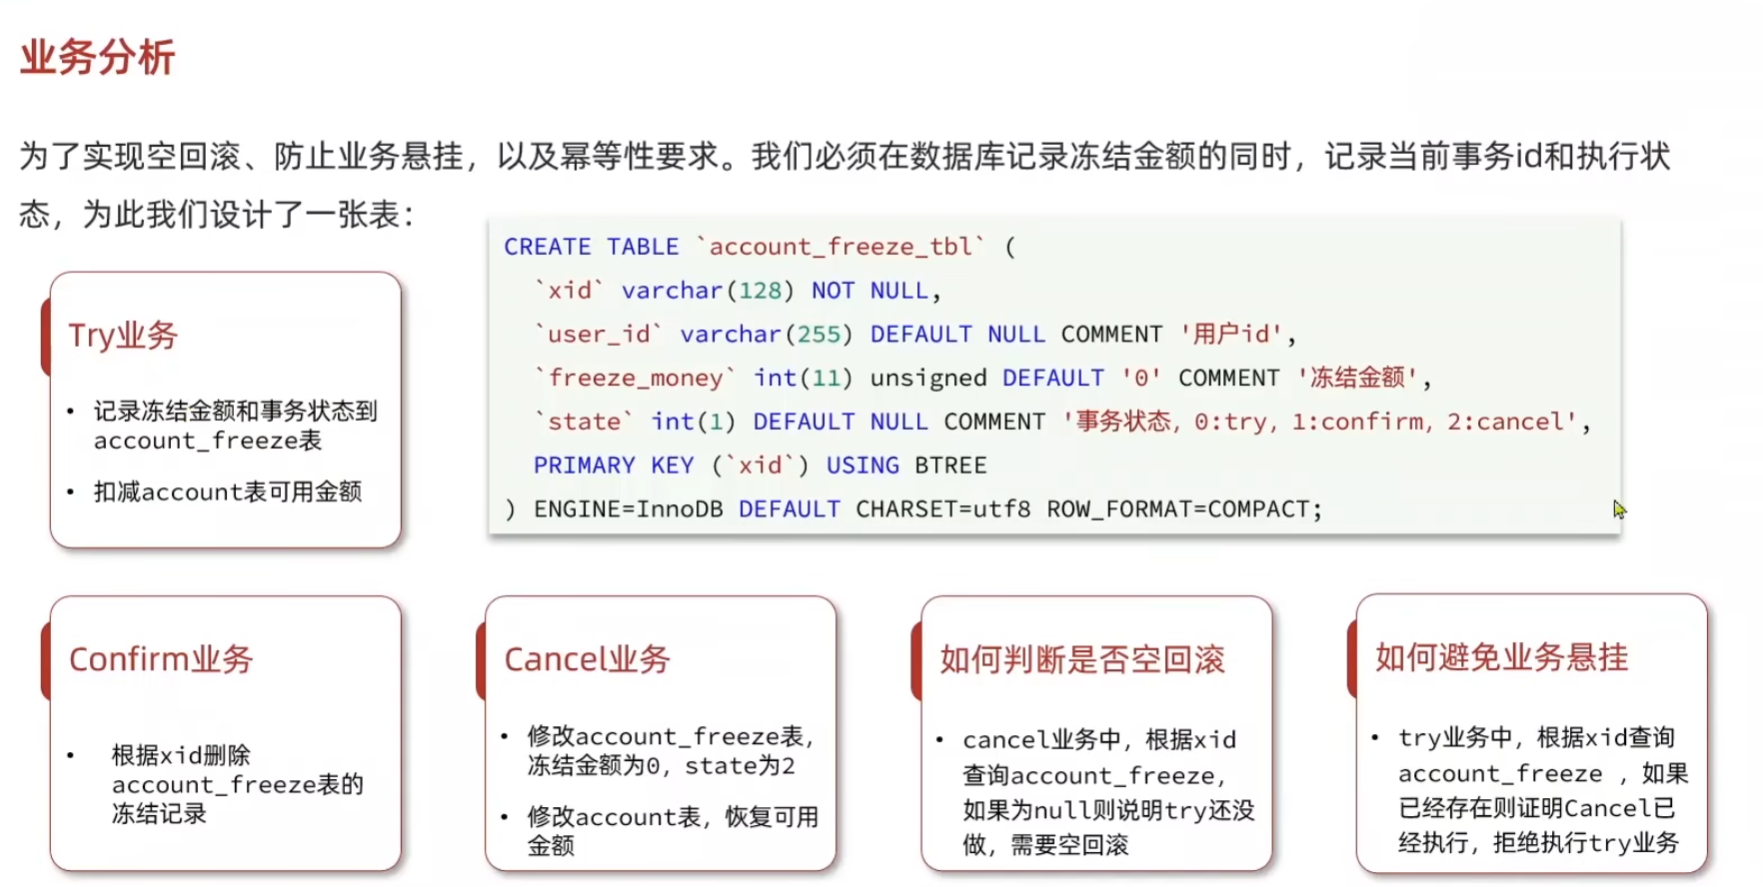 业务分析
为了实现空回滚、防止业务悬挂，以及幂等性要求。我们必须在数据库记录冻结金额的同时，记录当前事务id和执行状
态，为此我们设计了一张表：
CREATE TABLE `account_freeze_tbl` (
`xid` varchar(128) NOT NULL,
`user_id` varchar(255) DEFAULT NULL COMMENT '用户id',
`freeze_money` int(11) unsigned DEFAULT '0' COMMENT '冻结金额',
`state` int(1) DEFAULT NULL COMMENT '事务状态，0:try，1:confirm，2:cancel',
PRIMARY KEY (`xid`) USING BTREE
) ENGINE=InnoDB DEFAULT CHARSET=utf8 ROW_FORMAT=COMPACT;
Try业务
• 记录冻结金额和事务状态到
account_freeze表
• 扣减account表可用金额
Confirm业务
• 根据xid删除
account_freeze表的
冻结记录
Cancel业务
• 修改account_freeze表，
冻结金额为0，state为2
• 修改account表，恢复可用
金额
如何判断是否空回滚
• cancel业务中，根据xid
查询account_freeze，
如果为null则说明try还没
做，需要空回滚
如何避免业务悬挂
• try业务中，根据xid查询
account_freeze ，如果
已经存在则证明Cancel已
经执行，拒绝执行try业务